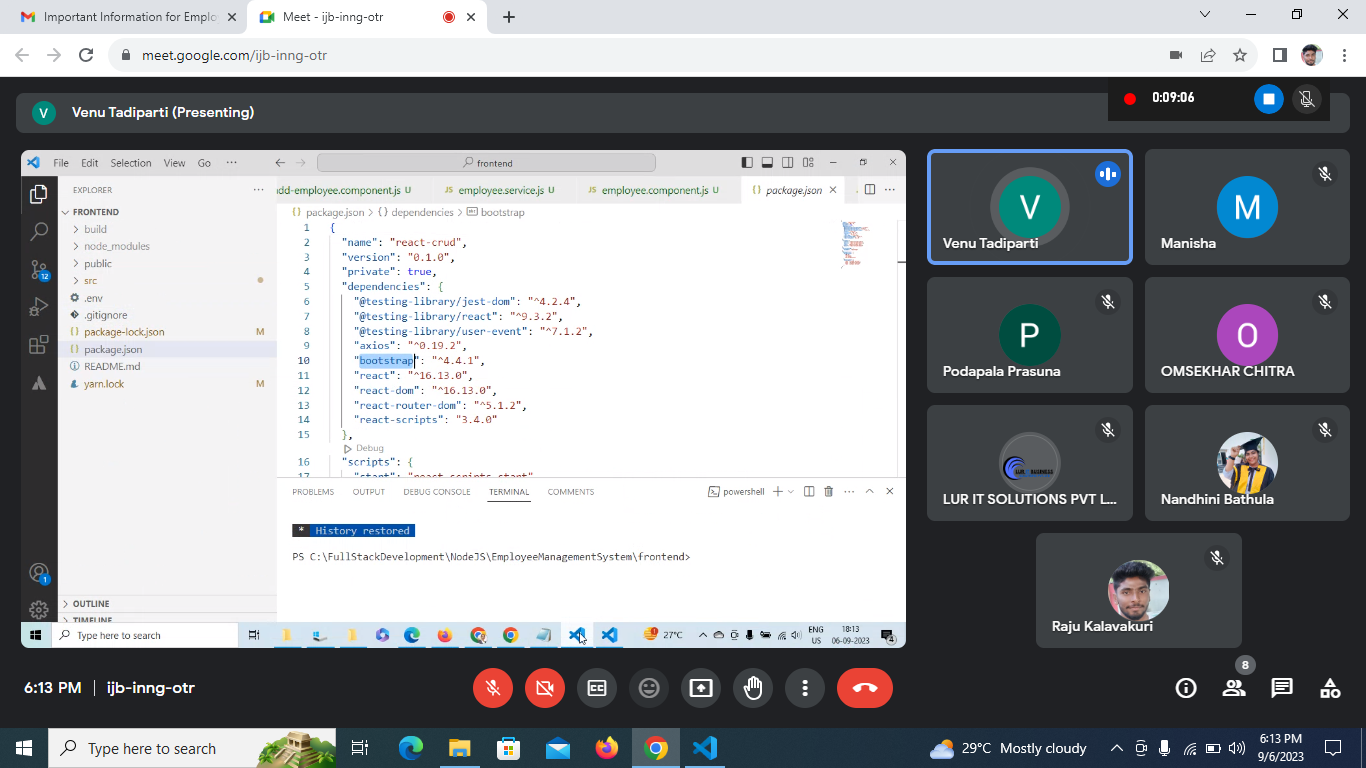 Important Information for Emplo
Meet - ijb-inng-otr
meet.google.com/ijb-inng-otr
V
Venu Tadiparti (Presenting)
0:09:06
File Edit Selection View Go ...
frontend
EXPLORER
FRONTEND
build
node_modules
public
src
.env
.gitignore
package-lock.json M
package.json
README.md
yarn.lock M
OUTLINE
TIMELINE
12
1
dd-employee.component.js U
JS employee.service.js U
JS employee.component.js U
{} package.json
{} package.json > {} dependencies > bootstrap
1 {
2 "name": "react-crud",
3 "version": "0.1.0",
4 "private": true,
5 "dependencies": {
6 "@testing-library/jest-dom": "^4.2.4",
7 "@testing-library/react": "^9.3.2",
8 "@testing-library/user-event": "^7.1.2",
9 "axios": "^0.19.2",
10 "bootstrap": "^4.4.1",
11 "react": "^16.13.0",
12 "react-dom": "^16.13.0",
13 "react-router-dom": "^5.1.2",
14 "react-scripts": "3.4.0"
15 },
Debug
16 "scripts": {
17 "start": "react-scripts start"
PROBLEMS OUTPUT DEBUG CONSOLE TERMINAL COMMENTS
powershell
* History restored
PS C:\FullStackDevelopment\NodeJS\EmployeeManagementSystem\frontend>
Type here to search
27°C
ENG
US
18:13
06-09-2023
4
V
Venu Tadiparti
M
Manisha
P
Podapala Prasuna
O
OMSEKHAR CHITRA
LUR IT SOLUTIONS PVT L...
Nandhini Bathula
Raju Kalavakuri
6:13 PM | ijb-inng-otr
8
Type here to search
29°C Mostly cloudy
6:13 PM
9/6/2023